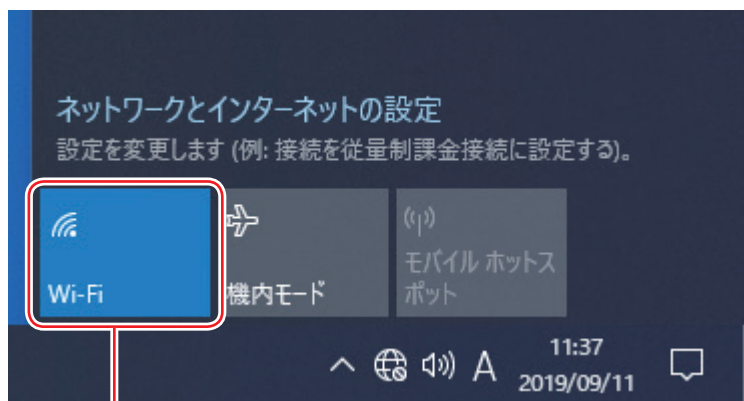 ネットワークとインターネットの設定
設定を変更します (例: 接続を従量制課金接続に設定する)。
Wi-Fi
機内モード
モバイル ホットス
ポット
A
11:37
2019/09/11